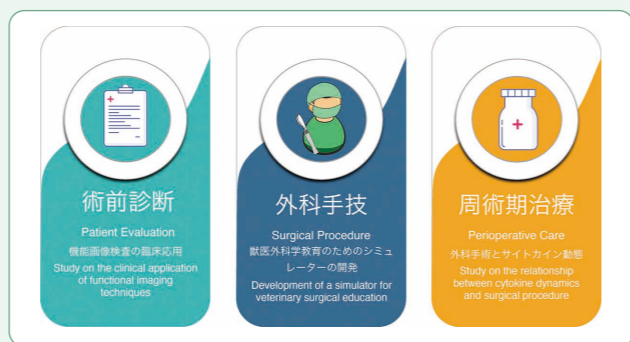 術前診断
Patient Evaluation
機能画像検査の臨床応用
Study on the clinical application
of functional imaging
techniques
外科手技
Surgical Procedure
獣医外科学教育のためのシミュ
レーターの開発
Development of a simulator for
veterinary surgical education
周術期治療
Perioperative Care
外科手術とサイトカイン動態
Study on the relationship
between cytokine dynamics
and surgical procedure